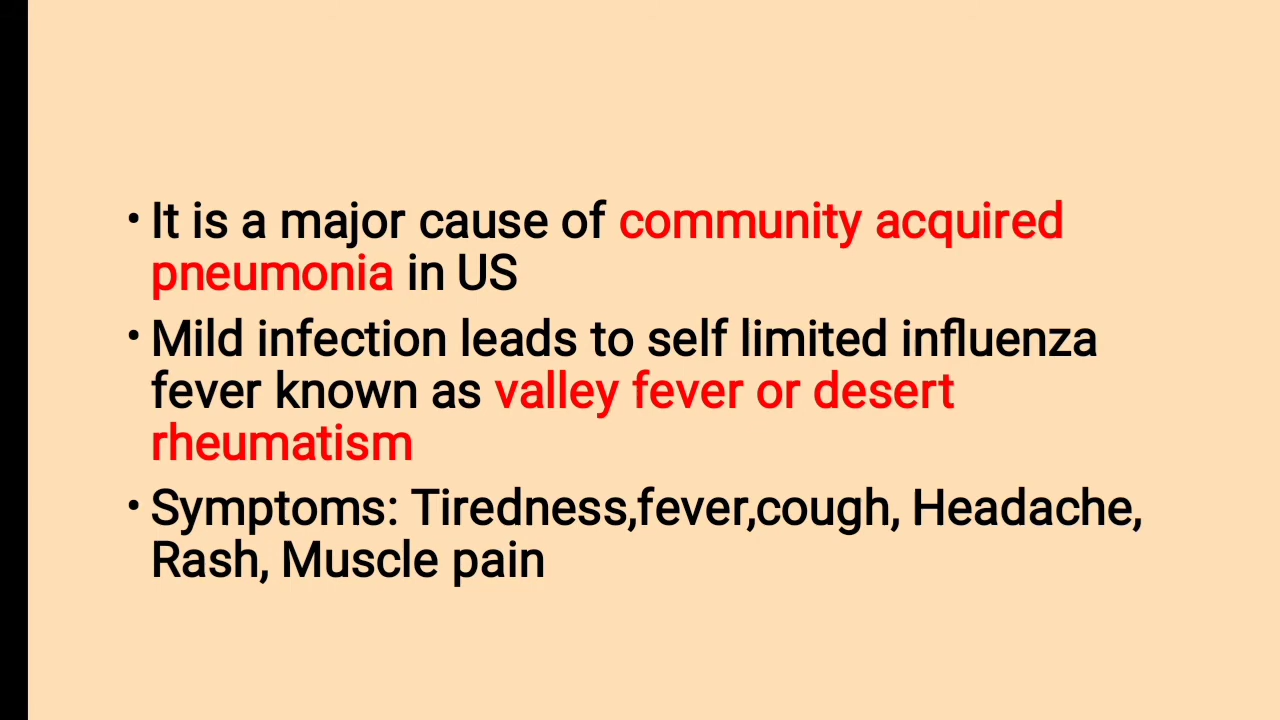 • It is a major cause of community acquired
pneumonia in US
• Mild infection leads to self limited influenza
fever known as valley fever or desert
rheumatism
• Symptoms: Tiredness,fever,cough, Headache,
Rash, Muscle pain